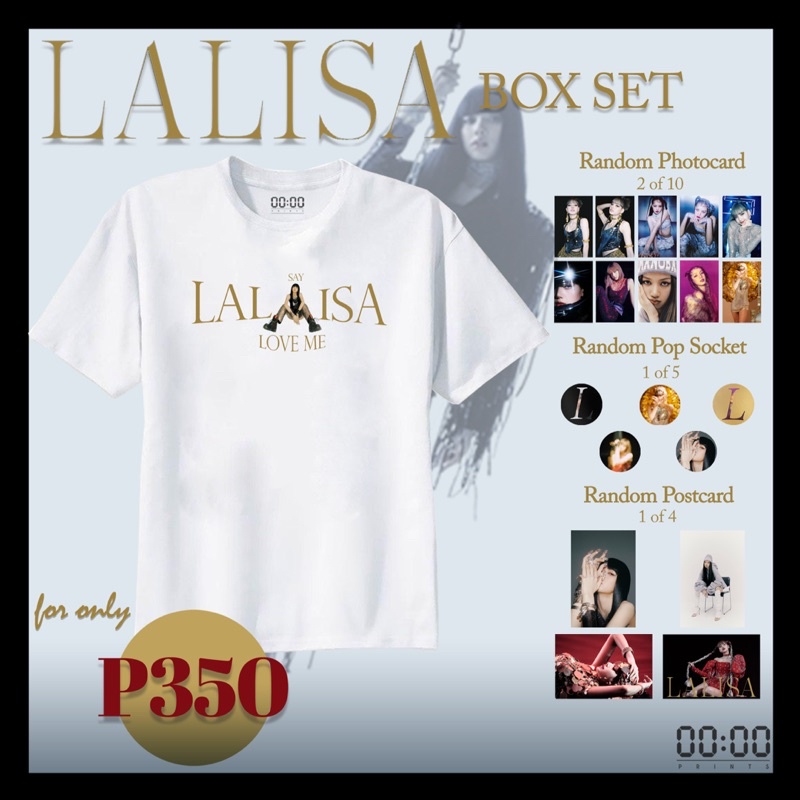 LALISA BOX SET
Random Photocard
2 of 10
00:00
PRINTS
SAY
LALISA
LOVE ME
Random Pop Socket
1 of 5
L
L
Random Postcard
1 of 4
LALISA
for only
P350
00:00
PRINTS